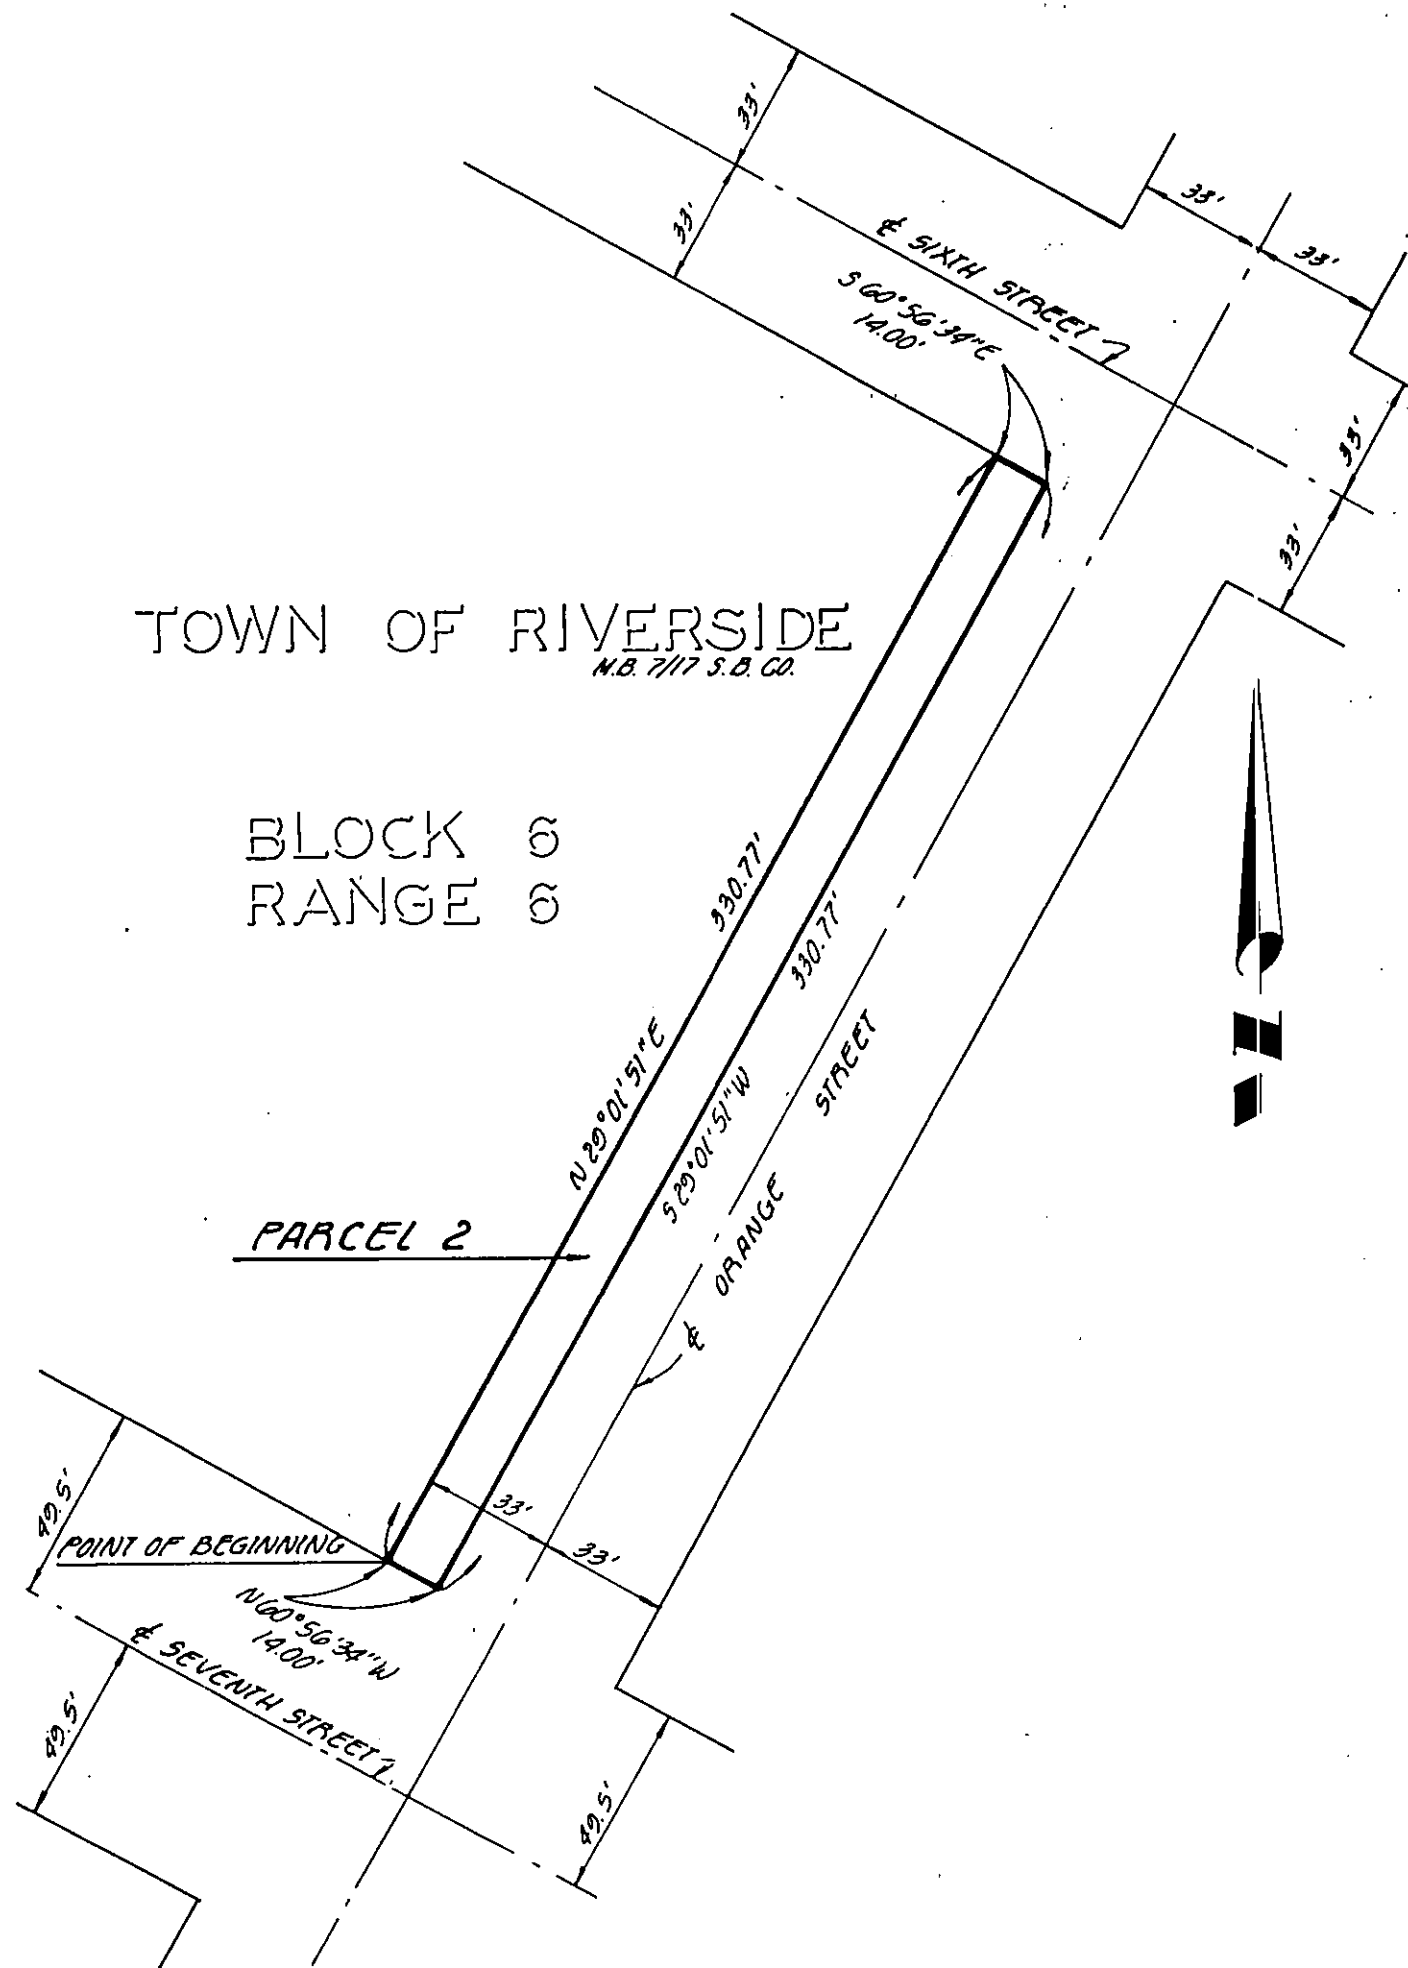 33'
33'
33'
33'
℄ SIXTH STREET
S 60°56'34"E
14.00'
33'
33'
TOWN OF RIVERSIDE
M.B. 7/17 S.B. CO.
BLOCK 6
RANGE 6
330.77'
330.77'
N 29°01'51"E
S 29°01'51"W
℄ ORANGE STREET
PARCEL 2
N
49.5'
33'
33'
POINT OF BEGINNING
N 60°56'34"W
14.00'
℄ SEVENTH STREET
49.5'
49.5'